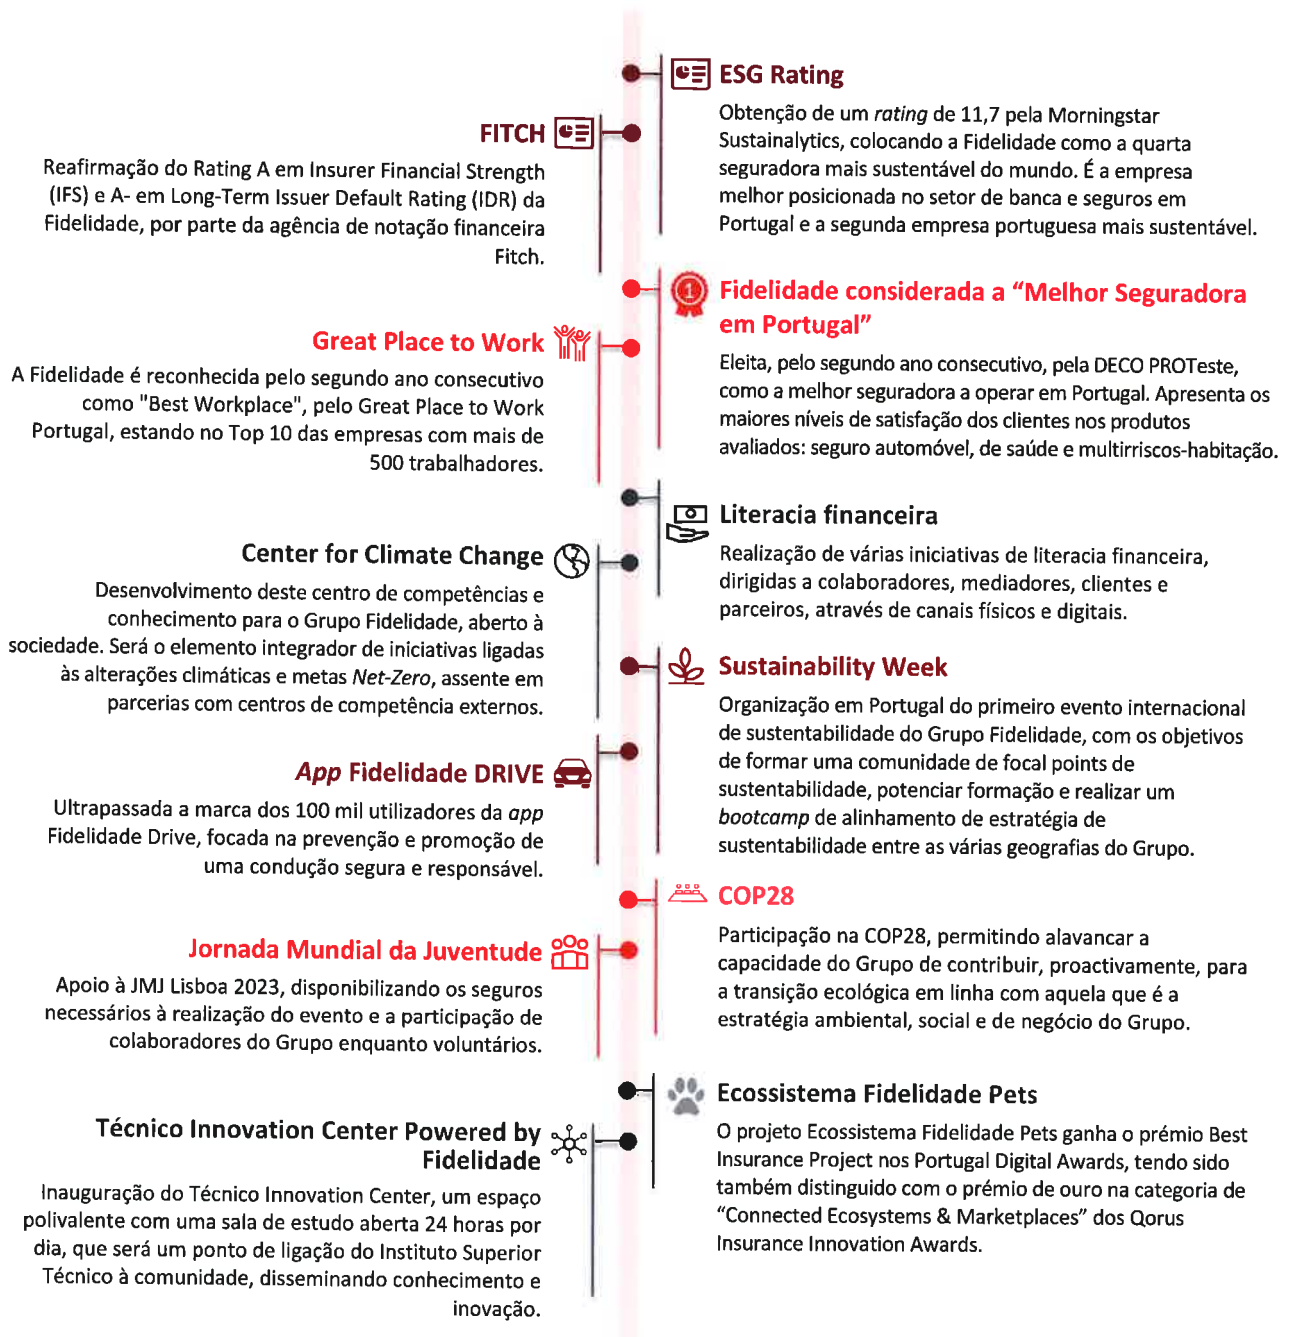 ESG Rating
Obtenção de um rating de 11,7 pela Morningstar
Sustainalytics, colocando a Fidelidade como a quarta
seguradora mais sustentável do mundo. É a empresa
melhor posicionada no setor de banca e seguros em
Portugal e a segunda empresa portuguesa mais sustentável.
FITCH
Reafirmação do Rating A em Insurer Financial Strength
(IFS) e A- em Long-Term Issuer Default Rating (IDR) da
Fidelidade, por parte da agência de notação financeira
Fitch.
Fidelidade considerada a “Melhor Seguradora
em Portugal”
Eleita, pelo segundo ano consecutivo, pela DECO PROTeste,
como a melhor seguradora a operar em Portugal. Apresenta os
maiores níveis de satisfação dos clientes nos produtos
avaliados: seguro automóvel, de saúde e multirriscos-habitação.
Great Place to Work
A Fidelidade é reconhecida pelo segundo ano consecutivo
como "Best Workplace", pelo Great Place to Work
Portugal, estando no Top 10 das empresas com mais de
500 trabalhadores.
Literacia financeira
Realização de várias iniciativas de literacia financeira,
dirigidas a colaboradores, mediadores, clientes e
parceiros, através de canais físicos e digitais.
Center for Climate Change
Desenvolvimento deste centro de competências e
conhecimento para o Grupo Fidelidade, aberto à
sociedade. Será o elemento integrador de iniciativas ligadas
às alterações climáticas e metas Net-Zero, assente em
parcerias com centros de competência externos.
Sustainability Week
Organização em Portugal do primeiro evento internacional
de sustentabilidade do Grupo Fidelidade, com os objetivos
de formar uma comunidade de focal points de
sustentabilidade, potenciar formação e realizar um
bootcamp de alinhamento de estratégia de
sustentabilidade entre as várias geografias do Grupo.
App Fidelidade DRIVE
Ultrapassada a marca dos 100 mil utilizadores da app
Fidelidade Drive, focada na prevenção e promoção de
uma condução segura e responsável.
COP28
Participação na COP28, permitindo alavancar a
capacidade do Grupo de contribuir, proactivamente, para
a transição ecológica em linha com aquela que é a
estratégia ambiental, social e de negócio do Grupo.
Jornada Mundial da Juventude
Apoio à JMJ Lisboa 2023, disponibilizando os seguros
necessários à realização do evento e a participação de
colaboradores do Grupo enquanto voluntários.
Ecossistema Fidelidade Pets
O projeto Ecossistema Fidelidade Pets ganha o prémio Best
Insurance Project nos Portugal Digital Awards, tendo sido
também distinguido com o prémio de ouro na categoria de
“Connected Ecosystems & Marketplaces” dos Qorus
Insurance Innovation Awards.
Técnico Innovation Center Powered by
Fidelidade
Inauguração do Técnico Innovation Center, um espaço
polivalente com uma sala de estudo aberta 24 horas por
dia, que será um ponto de ligação do Instituto Superior
Técnico à comunidade, disseminando conhecimento e
inovação.